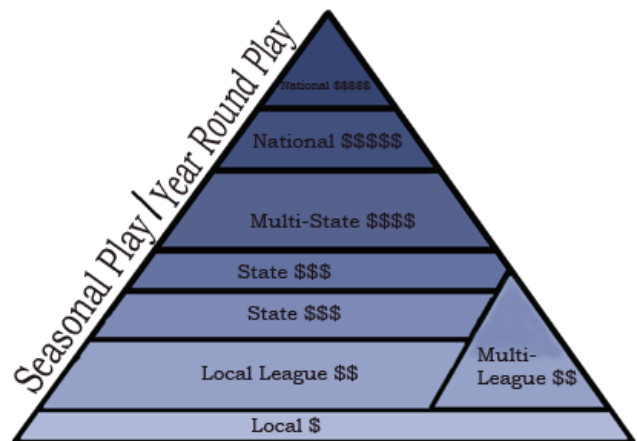 Seasonal Play / Year Round Play
National $$$$$
National $$$$$
Multi-State $$$$
State $$$
State $$$
Local League $$
Multi-
League $$
Local $